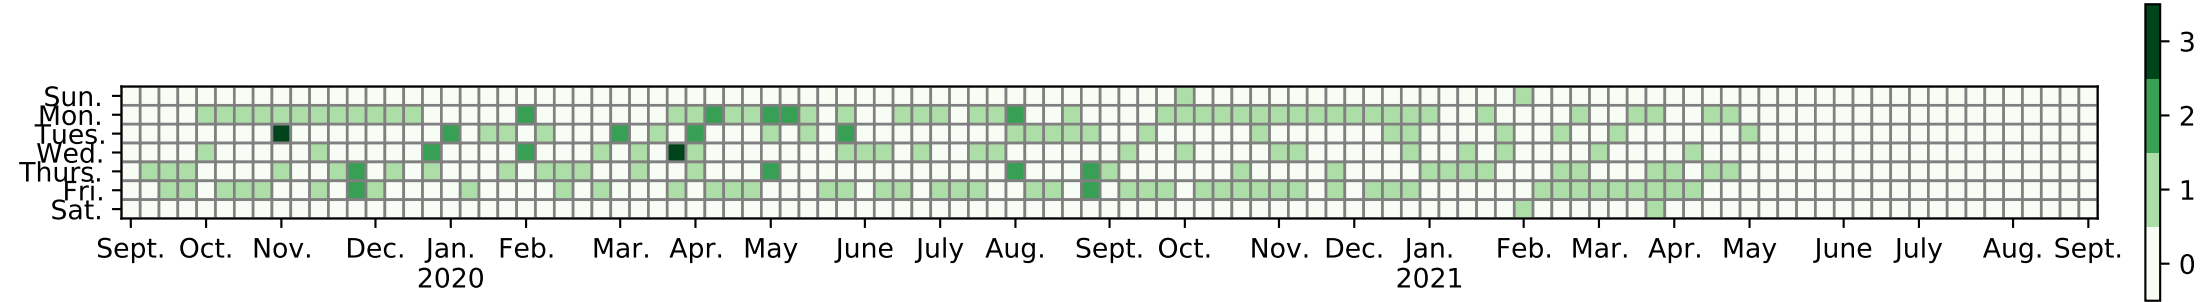 3
2
1
0
Sun.
Mon.
Tues.
Wed.
Thurs.
Fri.
Sat.
Sept. Oct. Nov. Dec. Jan. Feb. Mar. Apr. May June July Aug. Sept. Oct. Nov. Dec. Jan. Feb. Mar. Apr. May June July Aug. Sept.
2020 2021